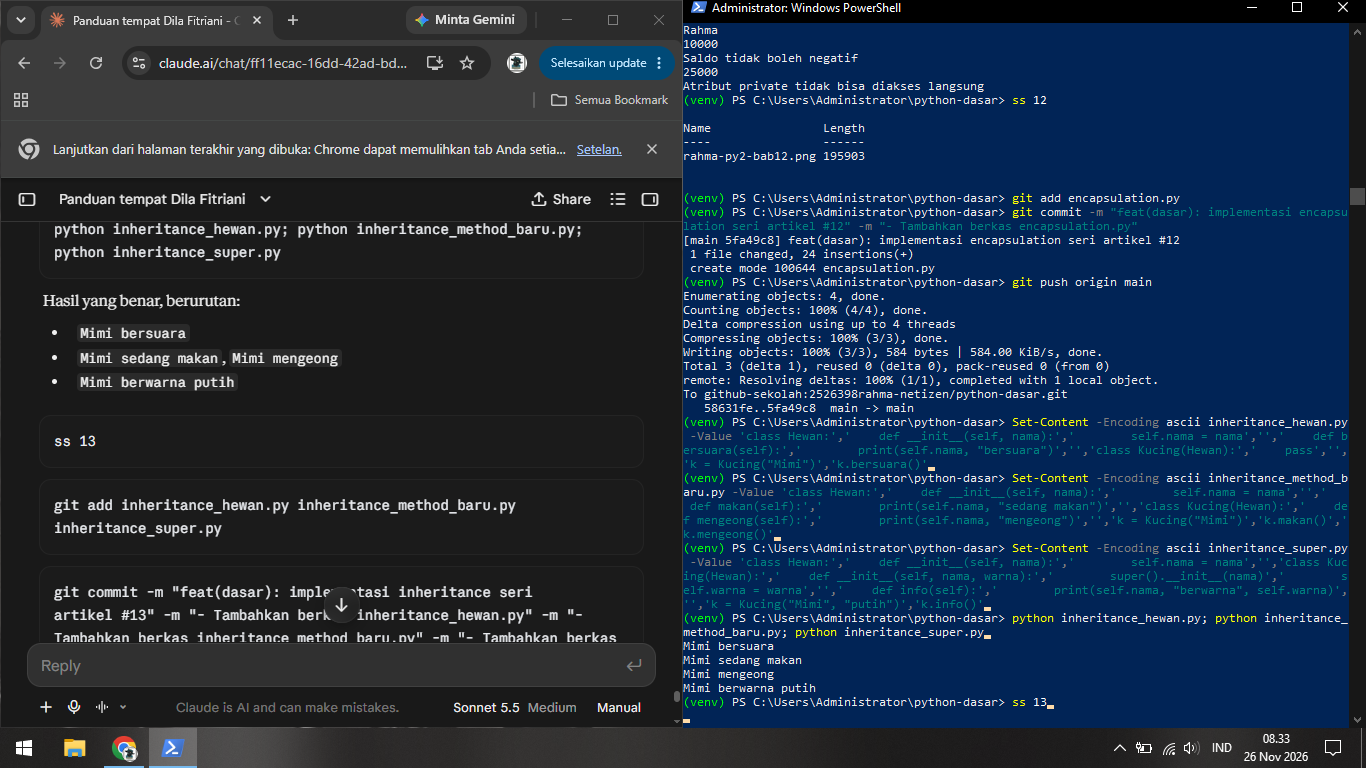 Panduan tempat Dila Fitriani - C
Minta Gemini
claude.ai/chat/ff11ecac-16dd-42ad-bd...
Selesaikan update
Semua Bookmark
Lanjutkan dari halaman terakhir yang dibuka: Chrome dapat memulihkan tab Anda setia...
Setelan.
Panduan tempat Dila Fitriani
Share
python inheritance_hewan.py; python inheritance_method_baru.py;
python inheritance_super.py
Hasil yang benar, berurutan:
• Mimi bersuara
• Mimi sedang makan, Mimi mengeong
• Mimi berwarna putih
ss 13
git add inheritance_hewan.py inheritance_method_baru.py
inheritance_super.py
git commit -m "feat(dasar): implementasi inheritance seri
artikel #13" -m "- Tambahkan berkas inheritance_hewan.py" -m "-
Tambahkan berkas inheritance_method_baru.py" -m "- Tambahkan berkas
Reply
Claude is AI and can make mistakes.
Sonnet 5.5 Medium
Manual
Administrator: Windows PowerShell
Rahma
10000
Saldo tidak boleh negatif
25000
Atribut private tidak bisa diakses langsung
(venv) PS C:\Users\Administrator\python-dasar> ss 12
Name Length
---- ------
rahma-py2-bab12.png 195903
(venv) PS C:\Users\Administrator\python-dasar> git add encapsulation.py
(venv) PS C:\Users\Administrator\python-dasar> git commit -m "feat(dasar): implementasi encapsu
lation seri artikel #12" -m "- Tambahkan berkas encapsulation.py"
[main 5fa49c8] feat(dasar): implementasi encapsulation seri artikel #12
1 file changed, 24 insertions(+)
create mode 100644 encapsulation.py
(venv) PS C:\Users\Administrator\python-dasar> git push origin main
Enumerating objects: 4, done.
Counting objects: 100% (4/4), done.
Delta compression using up to 4 threads
Compressing objects: 100% (3/3), done.
Writing objects: 100% (3/3), 584 bytes | 584.00 KiB/s, done.
Total 3 (delta 1), reused 0 (delta 0), pack-reused 0 (from 0)
remote: Resolving deltas: 100% (1/1), completed with 1 local object.
To github-sekolah:2526398rahma-netizen/python-dasar.git
58631fe..5fa49c8 main -> main
(venv) PS C:\Users\Administrator\python-dasar> Set-Content -Encoding ascii inheritance_hewan.py
-Value 'class Hewan:','    def __init__(self, nama):','        self.nama = nama','','    def b
ersuara(self):','        print(self.nama, "bersuara")','','class Kucing(Hewan):','    pass','',
'k = Kucing("Mimi")','k.bersuara()'
(venv) PS C:\Users\Administrator\python-dasar> Set-Content -Encoding ascii inheritance_method_b
aru.py -Value 'class Hewan:','    def __init__(self, nama):','        self.nama = nama','','
def makan(self):','        print(self.nama, "sedang makan")','','class Kucing(Hewan):','    de
f mengeong(self):','        print(self.nama, "mengeong")','','k = Kucing("Mimi")','k.makan()','
k.mengeong()'
(venv) PS C:\Users\Administrator\python-dasar> Set-Content -Encoding ascii inheritance_super.py
-Value 'class Hewan:','    def __init__(self, nama):','        self.nama = nama','','class Kuc
ing(Hewan):','    def __init__(self, nama, warna):','        super().__init__(nama)','        s
elf.warna = warna','','    def info(self):','        print(self.nama, "berwarna", self.warna)',
'','k = Kucing("Mimi", "putih")','k.info()'
(venv) PS C:\Users\Administrator\python-dasar> python inheritance_hewan.py; python inheritance_
method_baru.py; python inheritance_super.py
Mimi bersuara
Mimi sedang makan
Mimi mengeong
Mimi berwarna putih
(venv) PS C:\Users\Administrator\python-dasar> ss 13
IND
08.33
26 Nov 2026